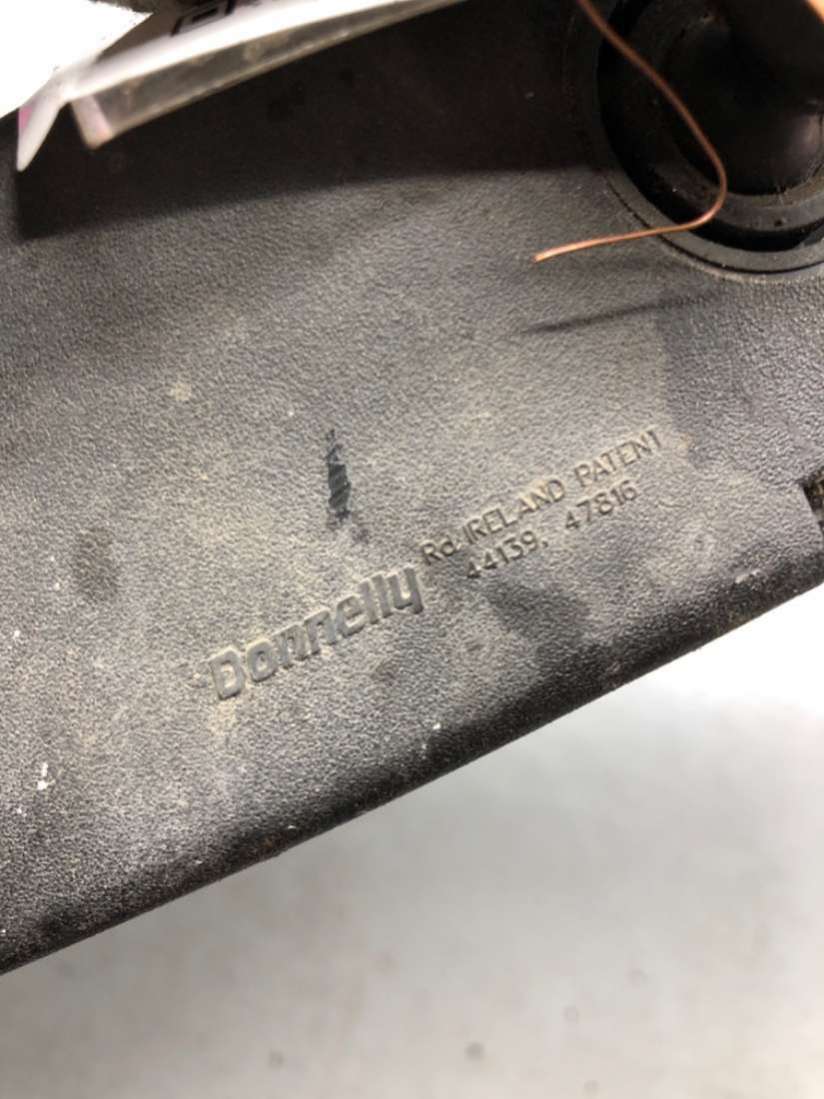 Donnelly
Rd. IRELAND PATENT
44139, 47816